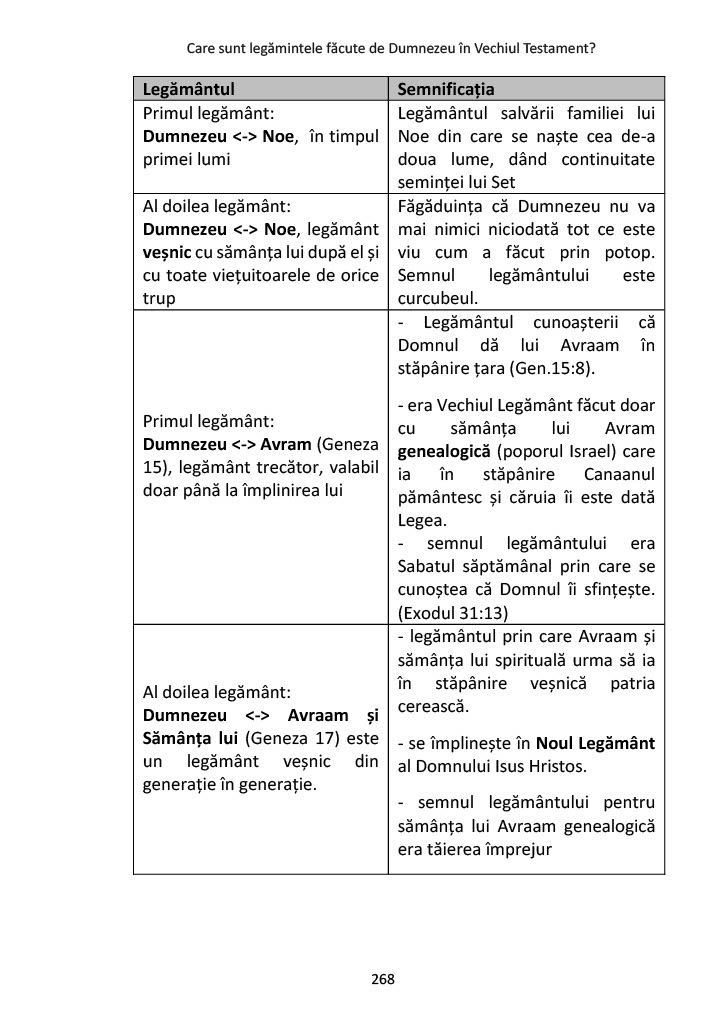 Care sunt legămintele făcute de Dumnezeu în Vechiul Testament?
Legământul
Semnificația
Primul legământ:
Dumnezeu <-> Noe, în timpul
primei lumi
Legământul salvării familiei lui
Noe din care se naște cea de-a
doua lume, dând continuitate
seminței lui Set
Al doilea legământ:
Dumnezeu <-> Noe, legământ
veșnic cu sământa lui după el și
cu toate viețuitoarele de orice
trup
Făgăduința că Dumnezeu nu va
mai nimici niciodată tot ce este
viu cum a făcut prin potop.
Semnul legământului este
curcubeul.
Primul legământ:
Dumnezeu <-> Avram (Geneza
15), legământ trecător, valabil
doar până la împlinirea lui
- Legământul cunoașterii că
Domnul dă lui Avraam în
stăpânire țara (Gen.15:8).
- era Vechiul Legământ făcut doar
cu sămânța lui Avram
genealogică (poporul Israel) care
ia în stăpânire Canaanul
pământesc și căruia îi este dată
Legea.
- semnul legământului era
Sabatul săptămânal prin care se
cunoștea că Domnul îi sfințește.
(Exodul 31:13)
Al doilea legământ:
Dumnezeu <-> Avraam și
Sămânța lui (Geneza 17) este
un legământ veșnic din
generație în generație.
- legământul prin care Avraam și
sămânța lui spirituală urma să ia
în stăpânire veșnică patria
cerească.
- se împlinește în Noul Legământ
al Domnului Isus Hristos.
- semnul legământului pentru
sămânța lui Avraam genealogică
era tăierea împrejur
268